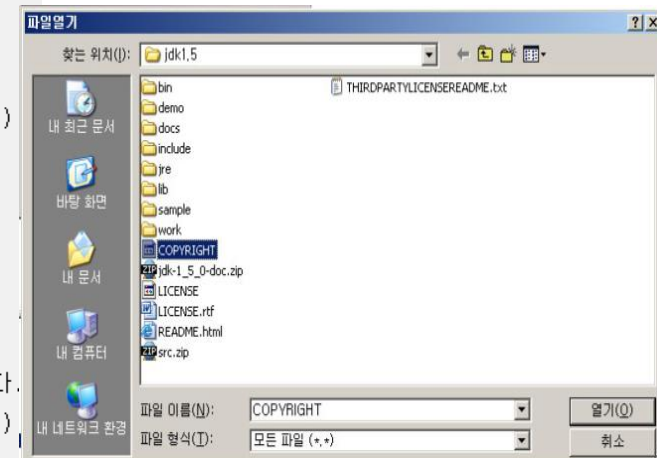 파일열기
찾는 위치(I):
jdk1,5
내 최근 문서
바탕 화면
내 문서
내 컴퓨터
내 네트워크 환경
bin
demo
docs
include
jre
lib
sample
work
COPYRIGHT
jdk-1_5_0-doc.zip
LICENSE
LICENSE.rtf
README.html
src.zip
THIRDPARTYLICENSEREADME.txt
파일 이름(N):
COPYRIGHT
열기(O)
파일 형식(T):
모든 파일 (*,*)
취소
)
다.
)